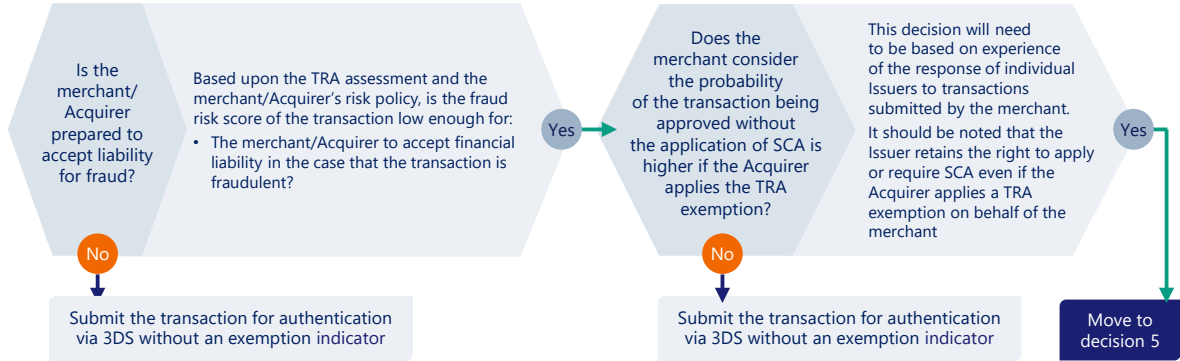 Is the
merchant/
Acquirer
prepared to
accept liability
for fraud?
Based upon the TRA assessment and the
merchant/Acquirer's risk policy, is the fraud
risk score of the transaction low enough for:
• The merchant/Acquirer to accept financial
liability in the case that the transaction is
fraudulent?
Yes
No
Submit the transaction for authentication
via 3DS without an exemption indicator
Does the
merchant consider
the probability
of the transaction being
approved without
the application of SCA is
higher if the Acquirer
applies the TRA
exemption?
This decision will need
to be based on experience
of the response of individual
Issuers to transactions
submitted by the merchant.
It should be noted that the
Issuer retains the right to apply
or require SCA even if the
Acquirer applies a TRA
exemption on behalf of the
merchant
Yes
No
Submit the transaction for authentication
via 3DS without an exemption indicator
Move to
decision 5